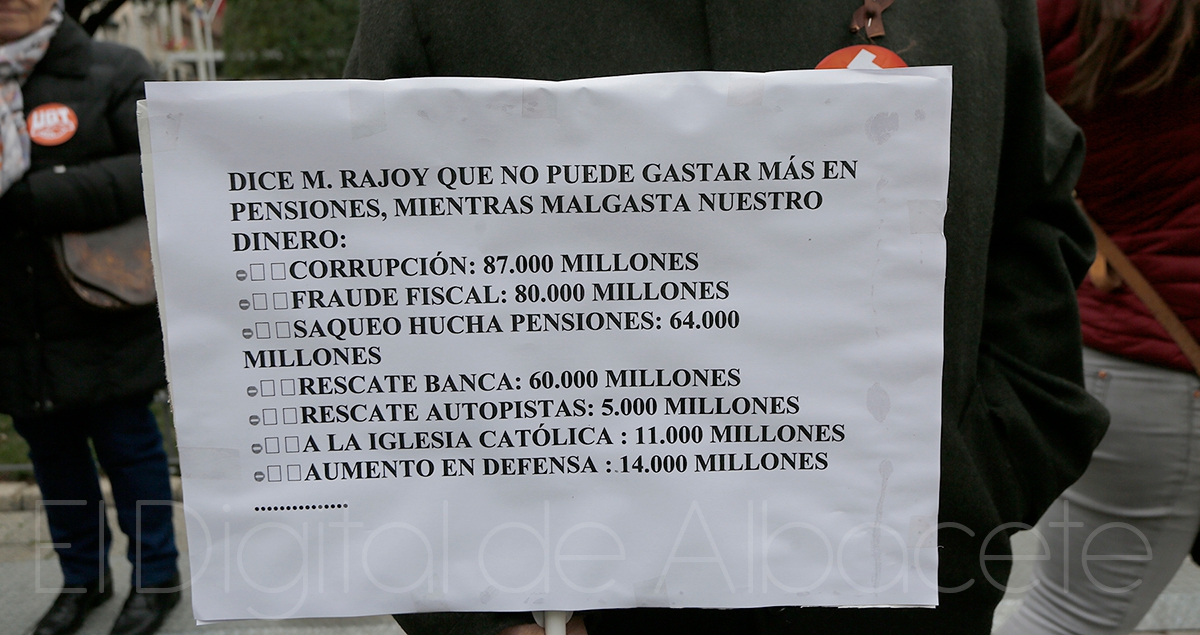 UGT
DICE M. RAJOY QUE NO PUEDE GASTAR MÁS EN
PENSIONES, MIENTRAS MALGASTA NUESTRO
DINERO:
CORRUPCIÓN: 87.000 MILLONES
FRAUDE FISCAL: 80.000 MILLONES
SAQUEO HUCHA PENSIONES: 64.000
MILLONES
RESCATE BANCA: 60.000 MILLONES
RESCATE AUTOPISTAS: 5.000 MILLONES
A LA IGLESIA CATÓLICA : 11.000 MILLONES
AUMENTO EN DEFENSA : 14.000 MILLONES
...............
El Digital de Albacete